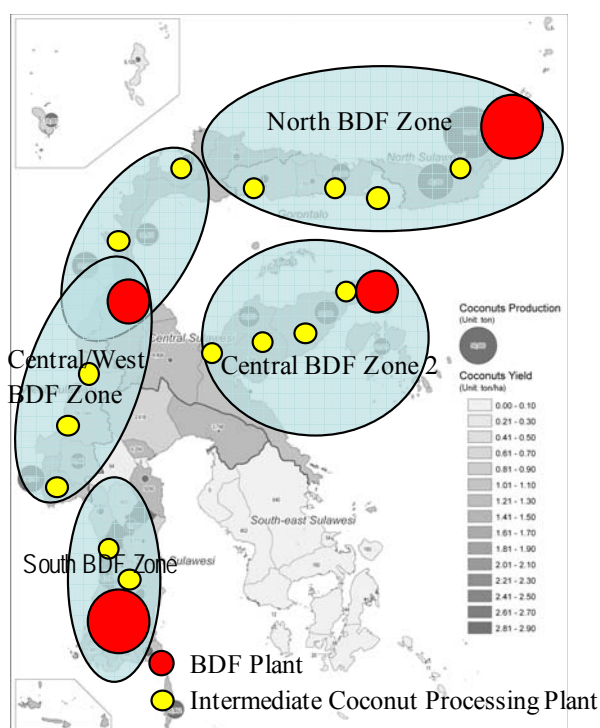 North BDF Zone
North Sulawesi
Gorontalo
Central Sulawesi
Central/West
BDF Zone
Central BDF Zone 2
Coconuts Production
(Unit: ton)
Coconuts Yield
(Unit: ton/ha)
0.00 - 0.10
0.21 - 0.30
0.41 - 0.50
0.61 - 0.70
0.81 - 0.90
1.01 - 1.10
1.21 - 1.30
1.41 - 1.50
1.61 - 1.70
1.81 - 1.90
2.01 - 2.10
2.21 - 2.30
2.41 - 2.50
2.61 - 2.70
2.81 - 2.90
South-east Sulawesi
South BDF Zone
Sulawesi
BDF Plant
Intermediate Coconut Processing Plant